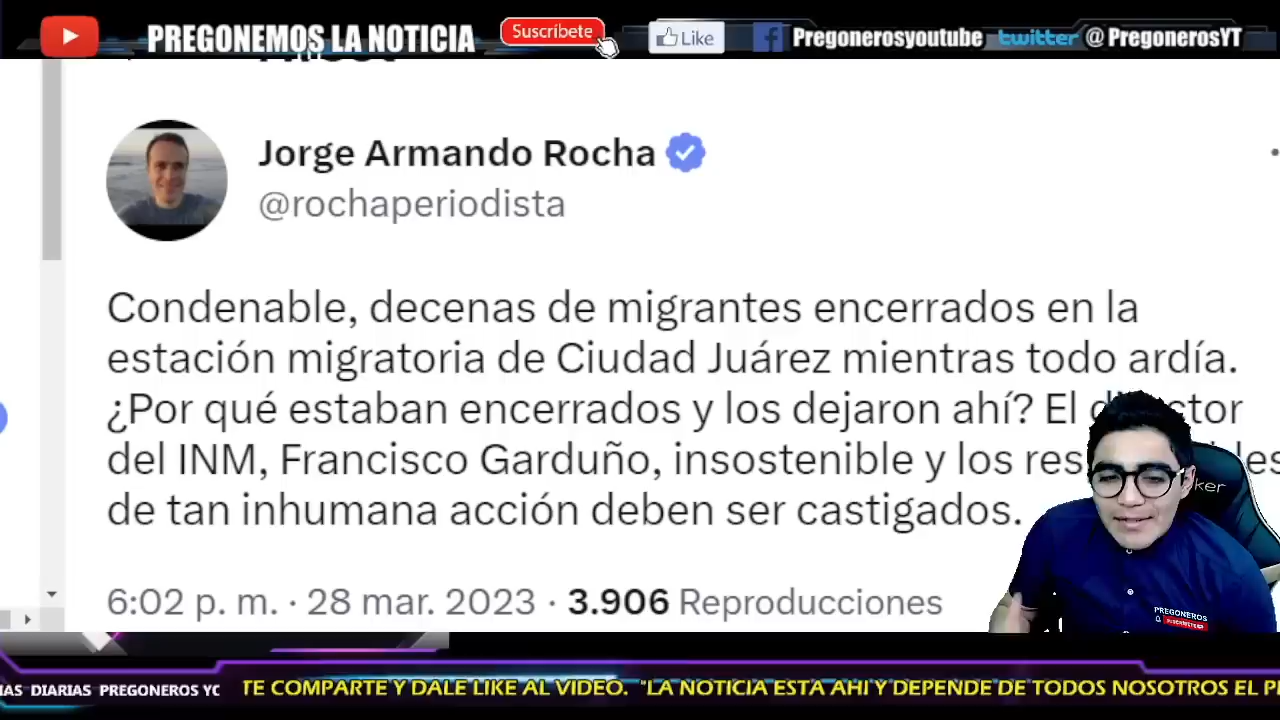 PREGONEMOS LA NOTICIA
Suscríbete
Like
Pregonerosyoutube
twitter @PregonerosYT
Jorge Armando Rocha
@rochaperiodista
Condenable, decenas de migrantes encerrados en la
estación migratoria de Ciudad Juárez mientras todo ardía.
¿Por qué estaban encerrados y los dejaron ahí? El
del INM, Francisco Garduño, insostenible y los
de tan inhumana acción deben ser castigados.
6:02 p. m. · 28 mar. 2023 · 3.906 Reproducciones
PREGONEROS
DIARIAS PREGONEROS YC
TE COMPARTE Y DALE LIKE AL VIDEO. "LA NOTICIA ESTA AHI Y DEPENDE DE TODOS NOSOTROS EL